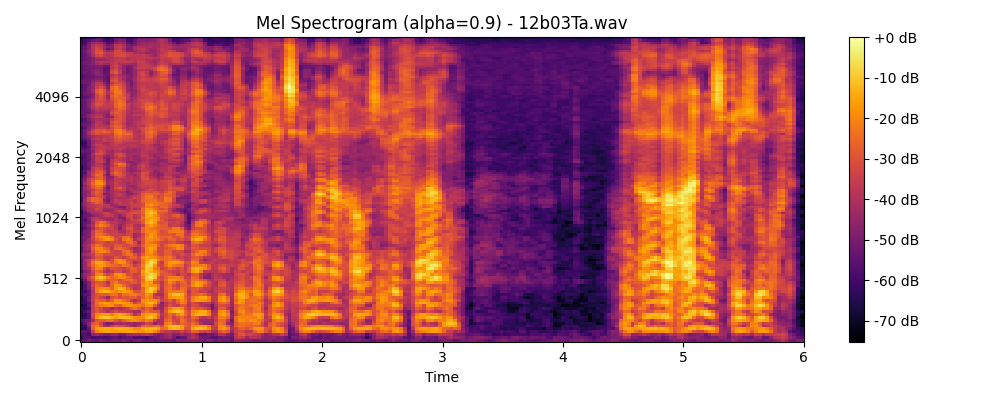 Mel Spectrogram (alpha=0.9) - 12b03Ta.wav
Mel Frequency
4096
2048
1024
512
0
0 1 2 3 4 5 6
Time
+0 dB
-10 dB
-20 dB
-30 dB
-40 dB
-50 dB
-60 dB
-70 dB